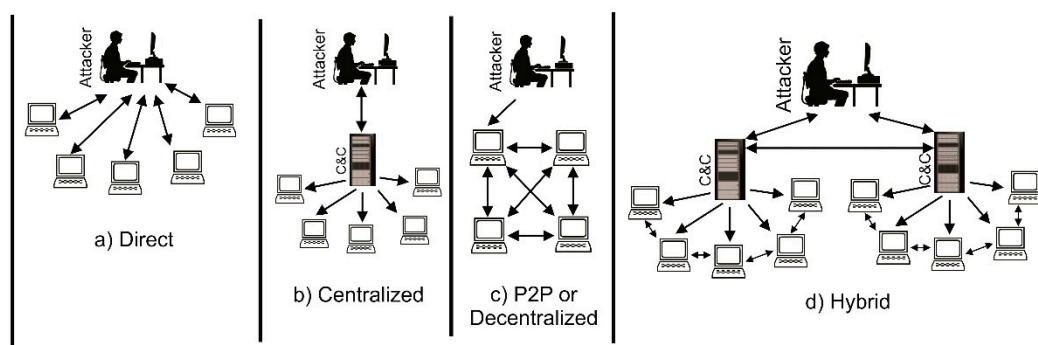 Attacker
a) Direct
Attacker
C&C
b) Centralized
Attacker
c) P2P or
Decentralized
Attacker
C&C
C&C
d) Hybrid